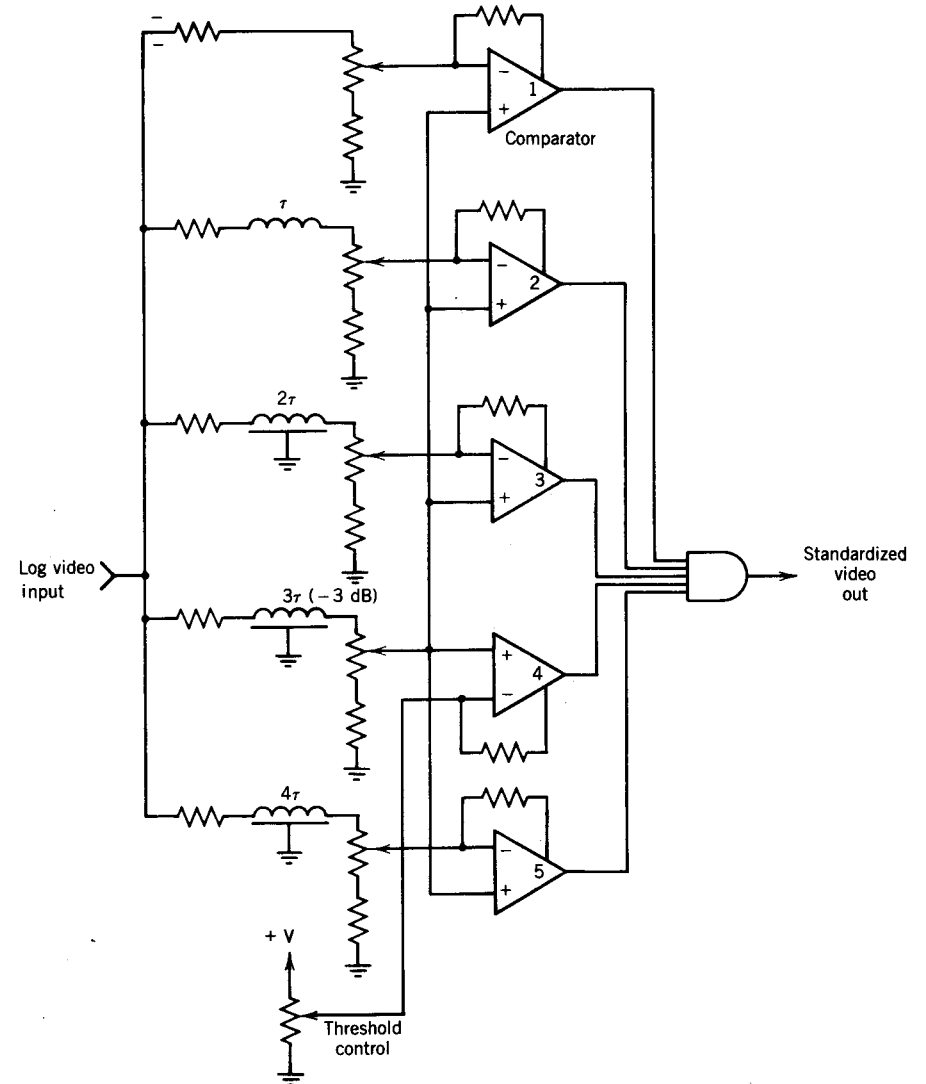 −
+
1
Comparator
τ
−
+
2
2τ
−
+
3
Log video
input
Standardized
video
out
3τ (−3 dB)
+
−
4
4τ
−
+
5
+ V
Threshold
control